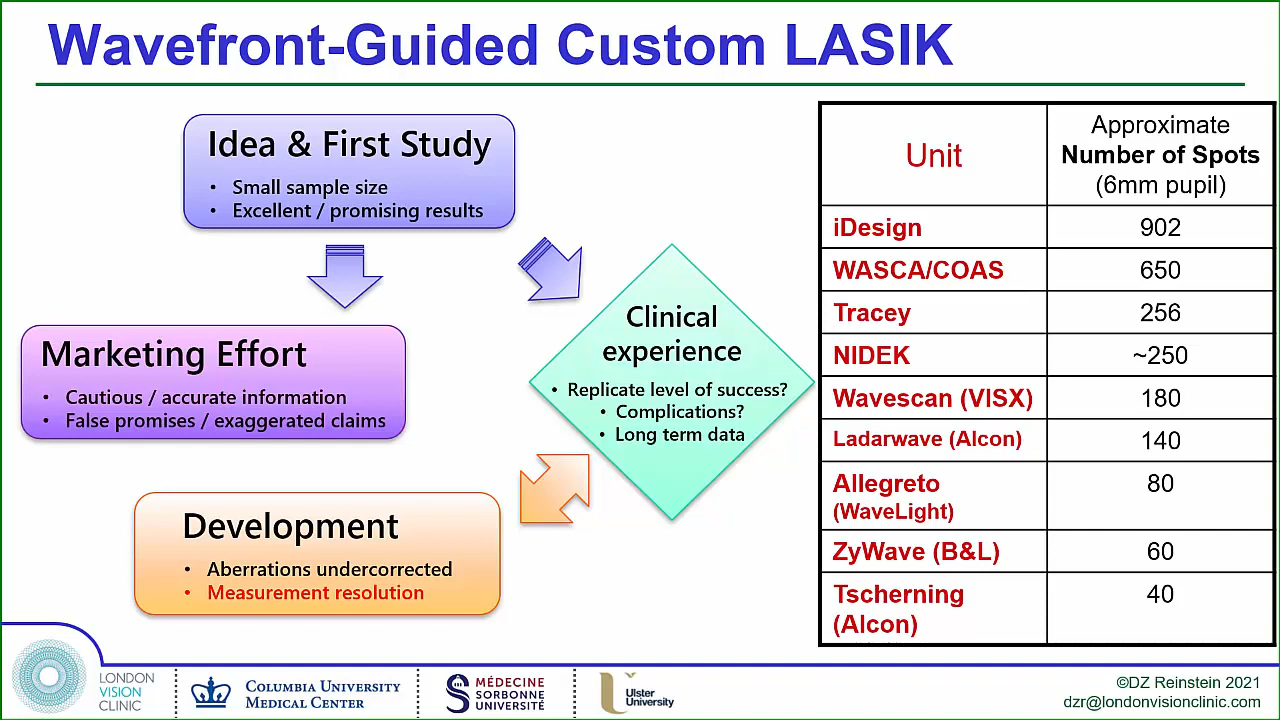 Wavefront-Guided Custom LASIK
Idea & First Study
• Small sample size
• Excellent / promising results
Marketing Effort
• Cautious / accurate information
• False promises / exaggerated claims
Clinical
experience
• Replicate level of success?
• Complications?
• Long term data
Development
• Aberrations undercorrected
• Measurement resolution
Unit
Approximate
Number of Spots
(6mm pupil)
iDesign 902
WASCA/COAS 650
Tracey 256
NIDEK ~250
Wavescan (VISX) 180
Ladarwave (Alcon) 140
Allegreto 80
(WaveLight)
ZyWave (B&L) 60
Tscherning 40
(Alcon)
LONDON
VISION
CLINIC
COLUMBIA UNIVERSITY
MEDICAL CENTER
MÉDECINE
SORBONNE
UNIVERSITÉ
Ulster
University
©DZ Reinstein 2021
dzr@londonvisionclinic.com